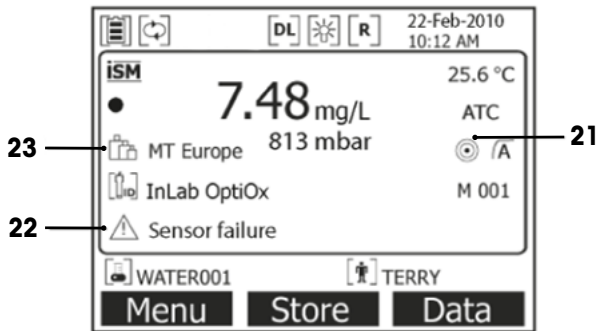 DL R 22-Feb-2010
10:12 AM
iSM 25.6 °C
7.48 mg/L ATC
813 mbar
23 MT Europe A 21
ID InLab OptiOx M 001
22 Sensor failure
WATER001 TERRY
Menu Store Data